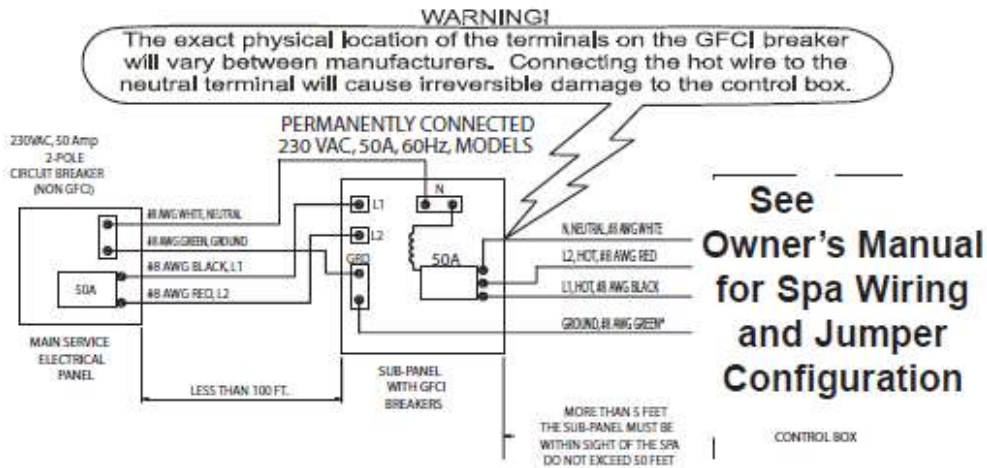 WARNING!
The exact physical location of the terminals on the GFCI breaker
will vary between manufacturers. Connecting the hot wire to the
neutral terminal will cause irreversible damage to the control box.
PERMANENTLY CONNECTED
230 VAC, 50A, 60Hz, MODELS
230VAC, 50 Amp
2-POLE
CIRCUIT BREAKER
(NON GFCI)
#8 AWG WHITE, NEUTRAL
#8 AWG GREEN, GROUND
#8 AWG BLACK, L1
#8 AWG RED, L2
50A
MAIN SERVICE
ELECTRICAL
PANEL
LESS THAN 100 FT.
N
L1
L2
GRD
50A
SUB-PANEL
WITH GFCI
BREAKERS
N, NEUTRAL, #8 AWG WHITE
L2, HOT, #8 AWG RED
L1, HOT, #8 AWG BLACK
GROUND, #8 AWG GREEN*
See
Owner's Manual
for Spa Wiring
and Jumper
Configuration
MORE THAN 5 FEET
THE SUB-PANEL MUST BE
WITHIN SIGHT OF THE SPA
DO NOT EXCEED 50 FEET
CONTROL BOX